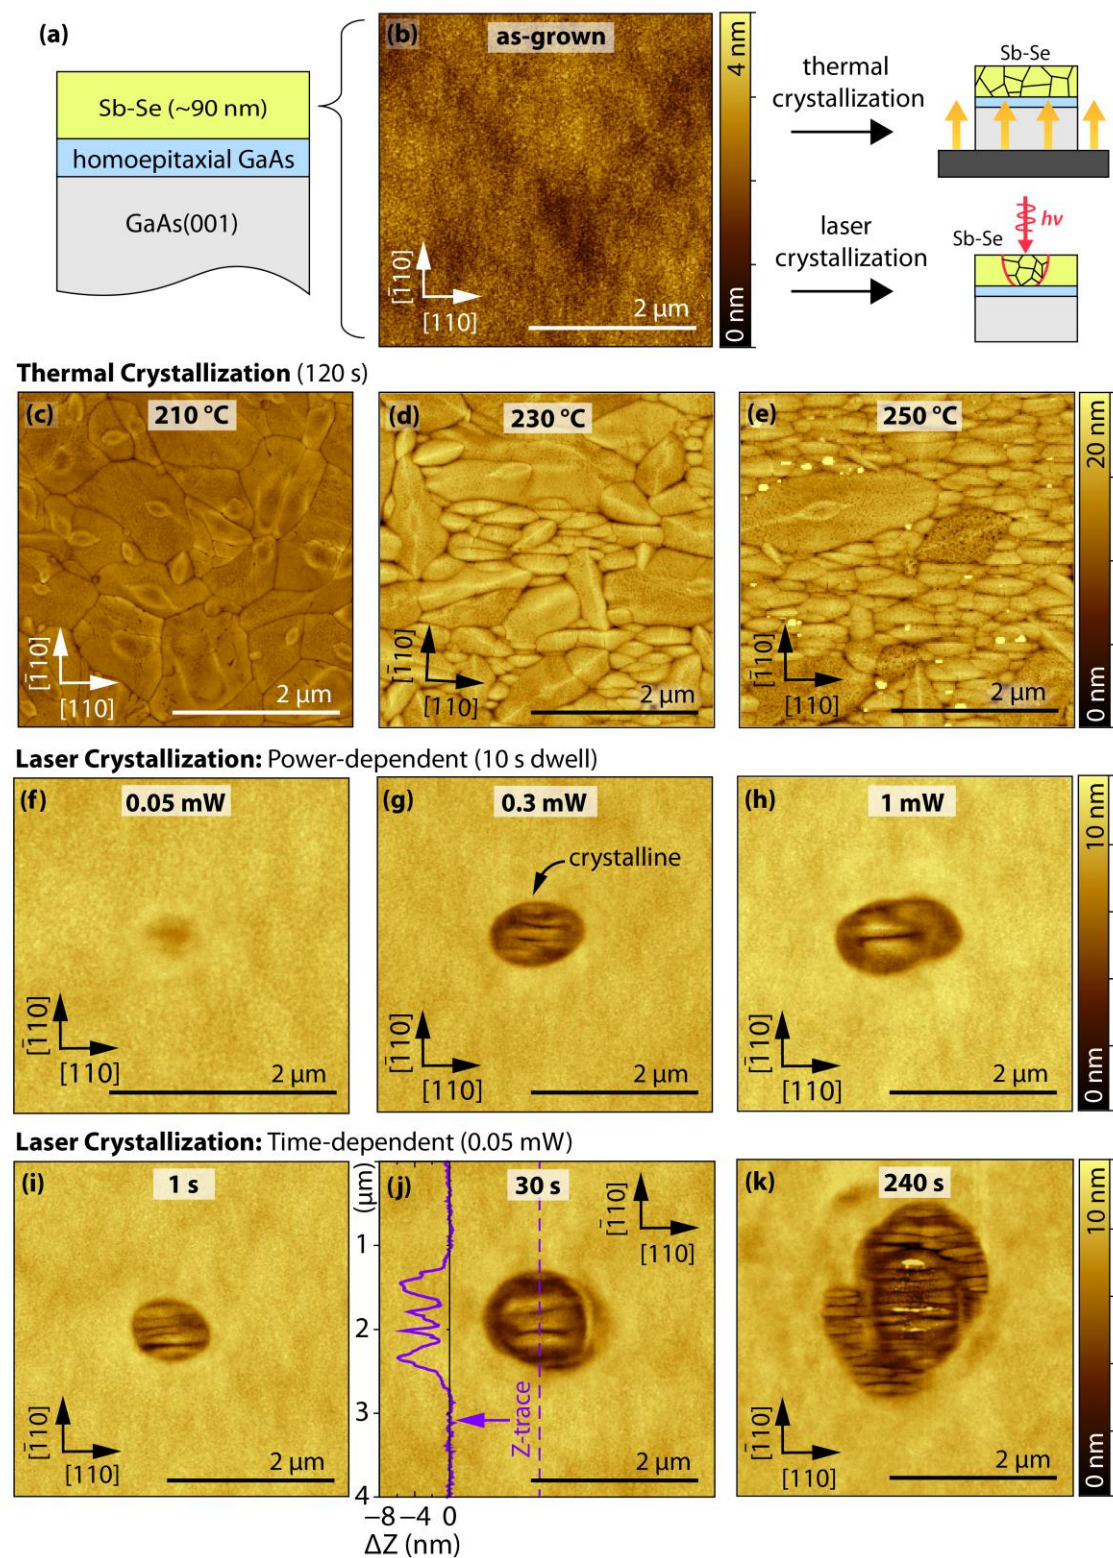 (a)
Sb-Se (~90 nm)
homoepitaxial GaAs
GaAs(001)
(b)
as-grown
[1̄10]
[110]
2 µm
4 nm
0 nm
thermal
crystallization
Sb-Se
laser
crystallization
Sb-Se
hν
Thermal Crystallization (120 s)
(c)
210 °C
[1̄10]
[110]
2 µm
(d)
230 °C
[1̄10]
[110]
2 µm
(e)
250 °C
[1̄10]
[110]
2 µm
20 nm
0 nm
Laser Crystallization: Power-dependent (10 s dwell)
(f)
0.05 mW
[1̄10]
[110]
2 µm
(g)
0.3 mW
crystalline
[1̄10]
[110]
2 µm
(h)
1 mW
[1̄10]
[110]
2 µm
10 nm
0 nm
Laser Crystallization: Time-dependent (0.05 mW)
(i)
1 s
[1̄10]
[110]
2 µm
(µm)
1
2
3
4
−8 −4 0
ΔZ (nm)
(j)
30 s
[1̄10]
[110]
Z-trace
2 µm
(k)
240 s
[1̄10]
[110]
2 µm
10 nm
0 nm